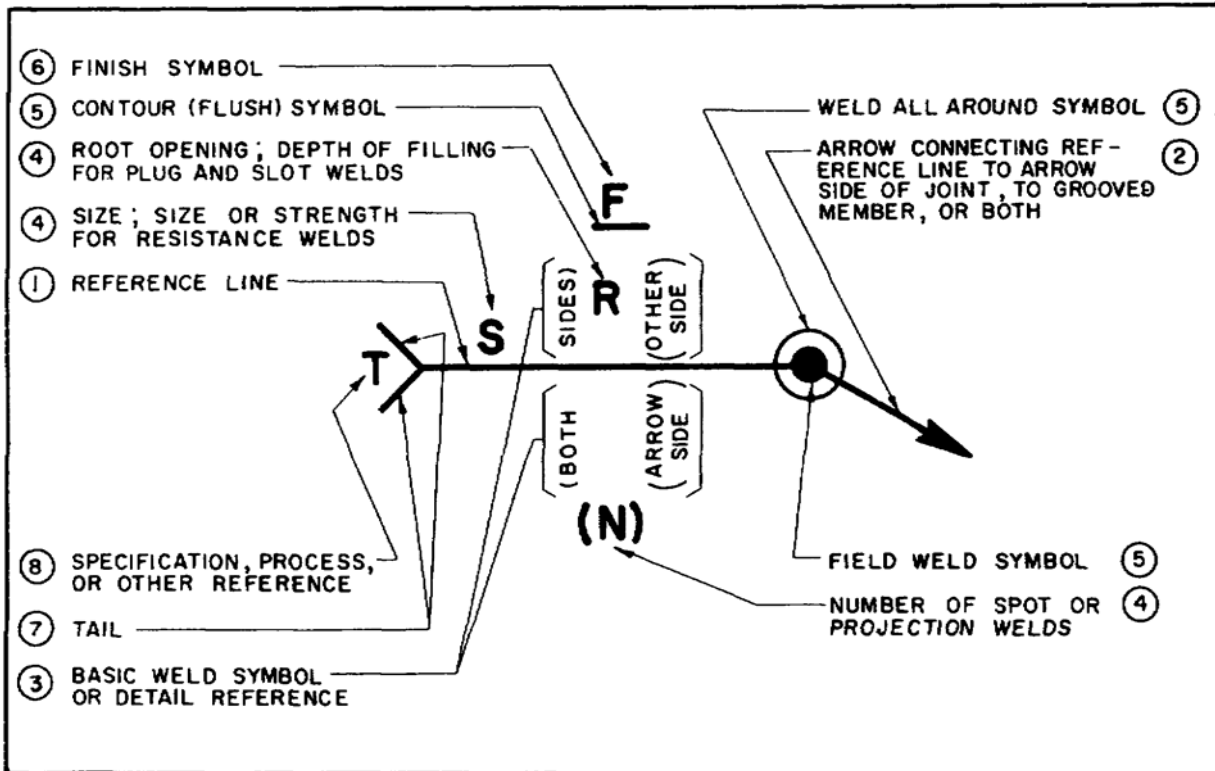 ⑥ FINISH SYMBOL
⑤ CONTOUR (FLUSH) SYMBOL
④ ROOT OPENING; DEPTH OF FILLING
FOR PLUG AND SLOT WELDS
④ SIZE; SIZE OR STRENGTH
FOR RESISTANCE WELDS
① REFERENCE LINE
F
R
S
T
(N)
SIDES)
(OTHER)
SIDE
(BOTH
(ARROW)
SIDE
WELD ALL AROUND SYMBOL ⑤
ARROW CONNECTING REF-
ERENCE LINE TO ARROW ②
SIDE OF JOINT, TO GROOVED
MEMBER, OR BOTH
⑧ SPECIFICATION, PROCESS,
OR OTHER REFERENCE
⑦ TAIL
③ BASIC WELD SYMBOL
OR DETAIL REFERENCE
FIELD WELD SYMBOL ⑤
NUMBER OF SPOT OR ④
PROJECTION WELDS